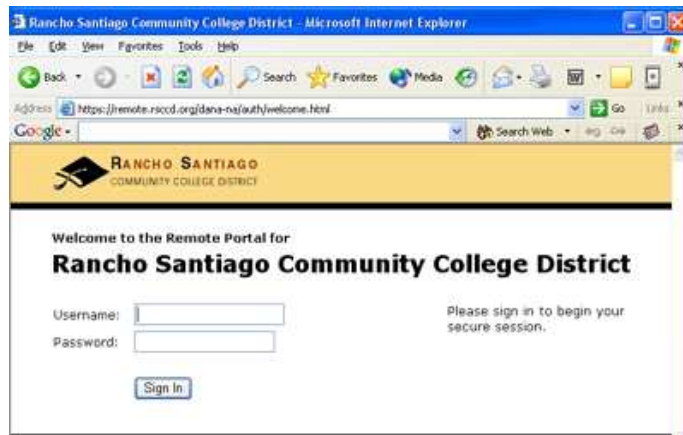 Rancho Santiago Community College District - Microsoft Internet Explorer
File Edit View Favorites Tools Help
Back Search Favorites Media
Address https://remote.rsccd.org/dana-na/auth/welcome.html Go Links
Google Search Web
RANCHO SANTIAGO
COMMUNITY COLLEGE DISTRICT
Welcome to the Remote Portal for
Rancho Santiago Community College District
Username: Please sign in to begin your
Password: secure session.
Sign In